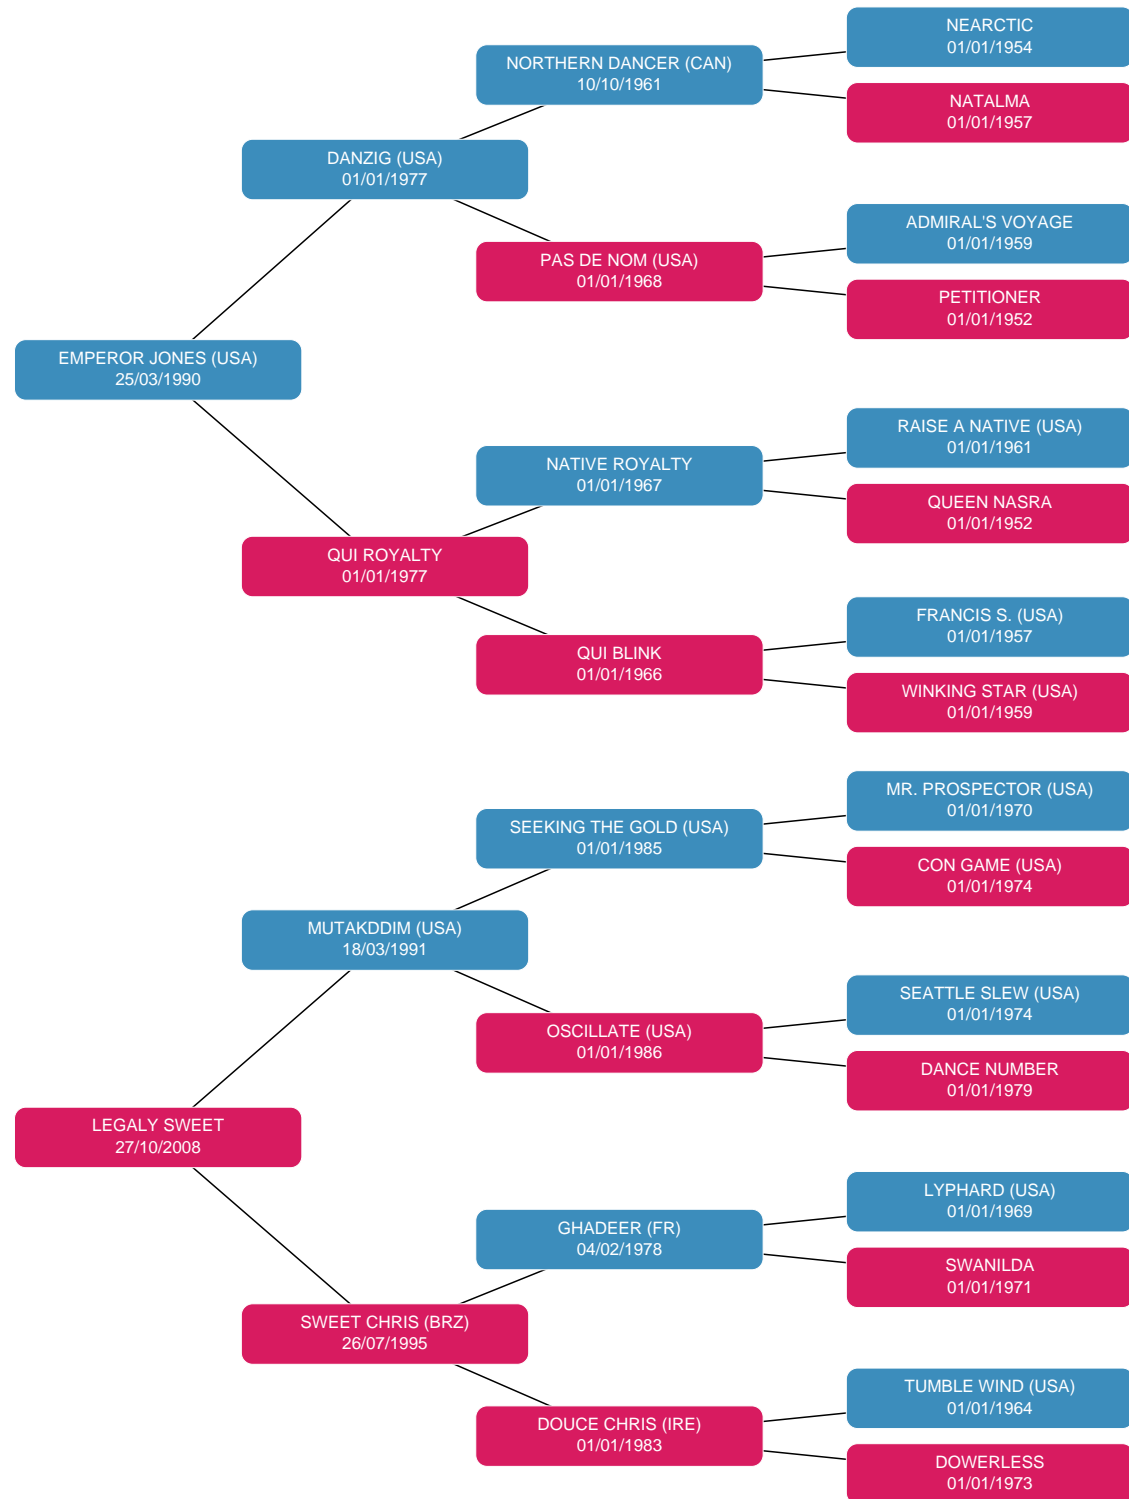 NEARCTIC
01/01/1954
NORTHERN DANCER (CAN)
10/10/1961
NATALMA
01/01/1957
DANZIG (USA)
01/01/1977
ADMIRAL'S VOYAGE
01/01/1959
PAS DE NOM (USA)
01/01/1968
PETITIONER
01/01/1952
EMPEROR JONES (USA)
25/03/1990
RAISE A NATIVE (USA)
01/01/1961
NATIVE ROYALTY
01/01/1967
QUEEN NASRA
01/01/1952
QUI ROYALTY
01/01/1977
FRANCIS S. (USA)
01/01/1957
QUI BLINK
01/01/1966
WINKING STAR (USA)
01/01/1959
MR. PROSPECTOR (USA)
01/01/1970
SEEKING THE GOLD (USA)
01/01/1985
CON GAME (USA)
01/01/1974
MUTAKDDIM (USA)
18/03/1991
SEATTLE SLEW (USA)
01/01/1974
OSCILLATE (USA)
01/01/1986
DANCE NUMBER
01/01/1979
LEGALY SWEET
27/10/2008
LYPHARD (USA)
01/01/1969
GHADEER (FR)
04/02/1978
SWANILDA
01/01/1971
SWEET CHRIS (BRZ)
26/07/1995
TUMBLE WIND (USA)
01/01/1964
DOUCE CHRIS (IRE)
01/01/1983
DOWERLESS
01/01/1973